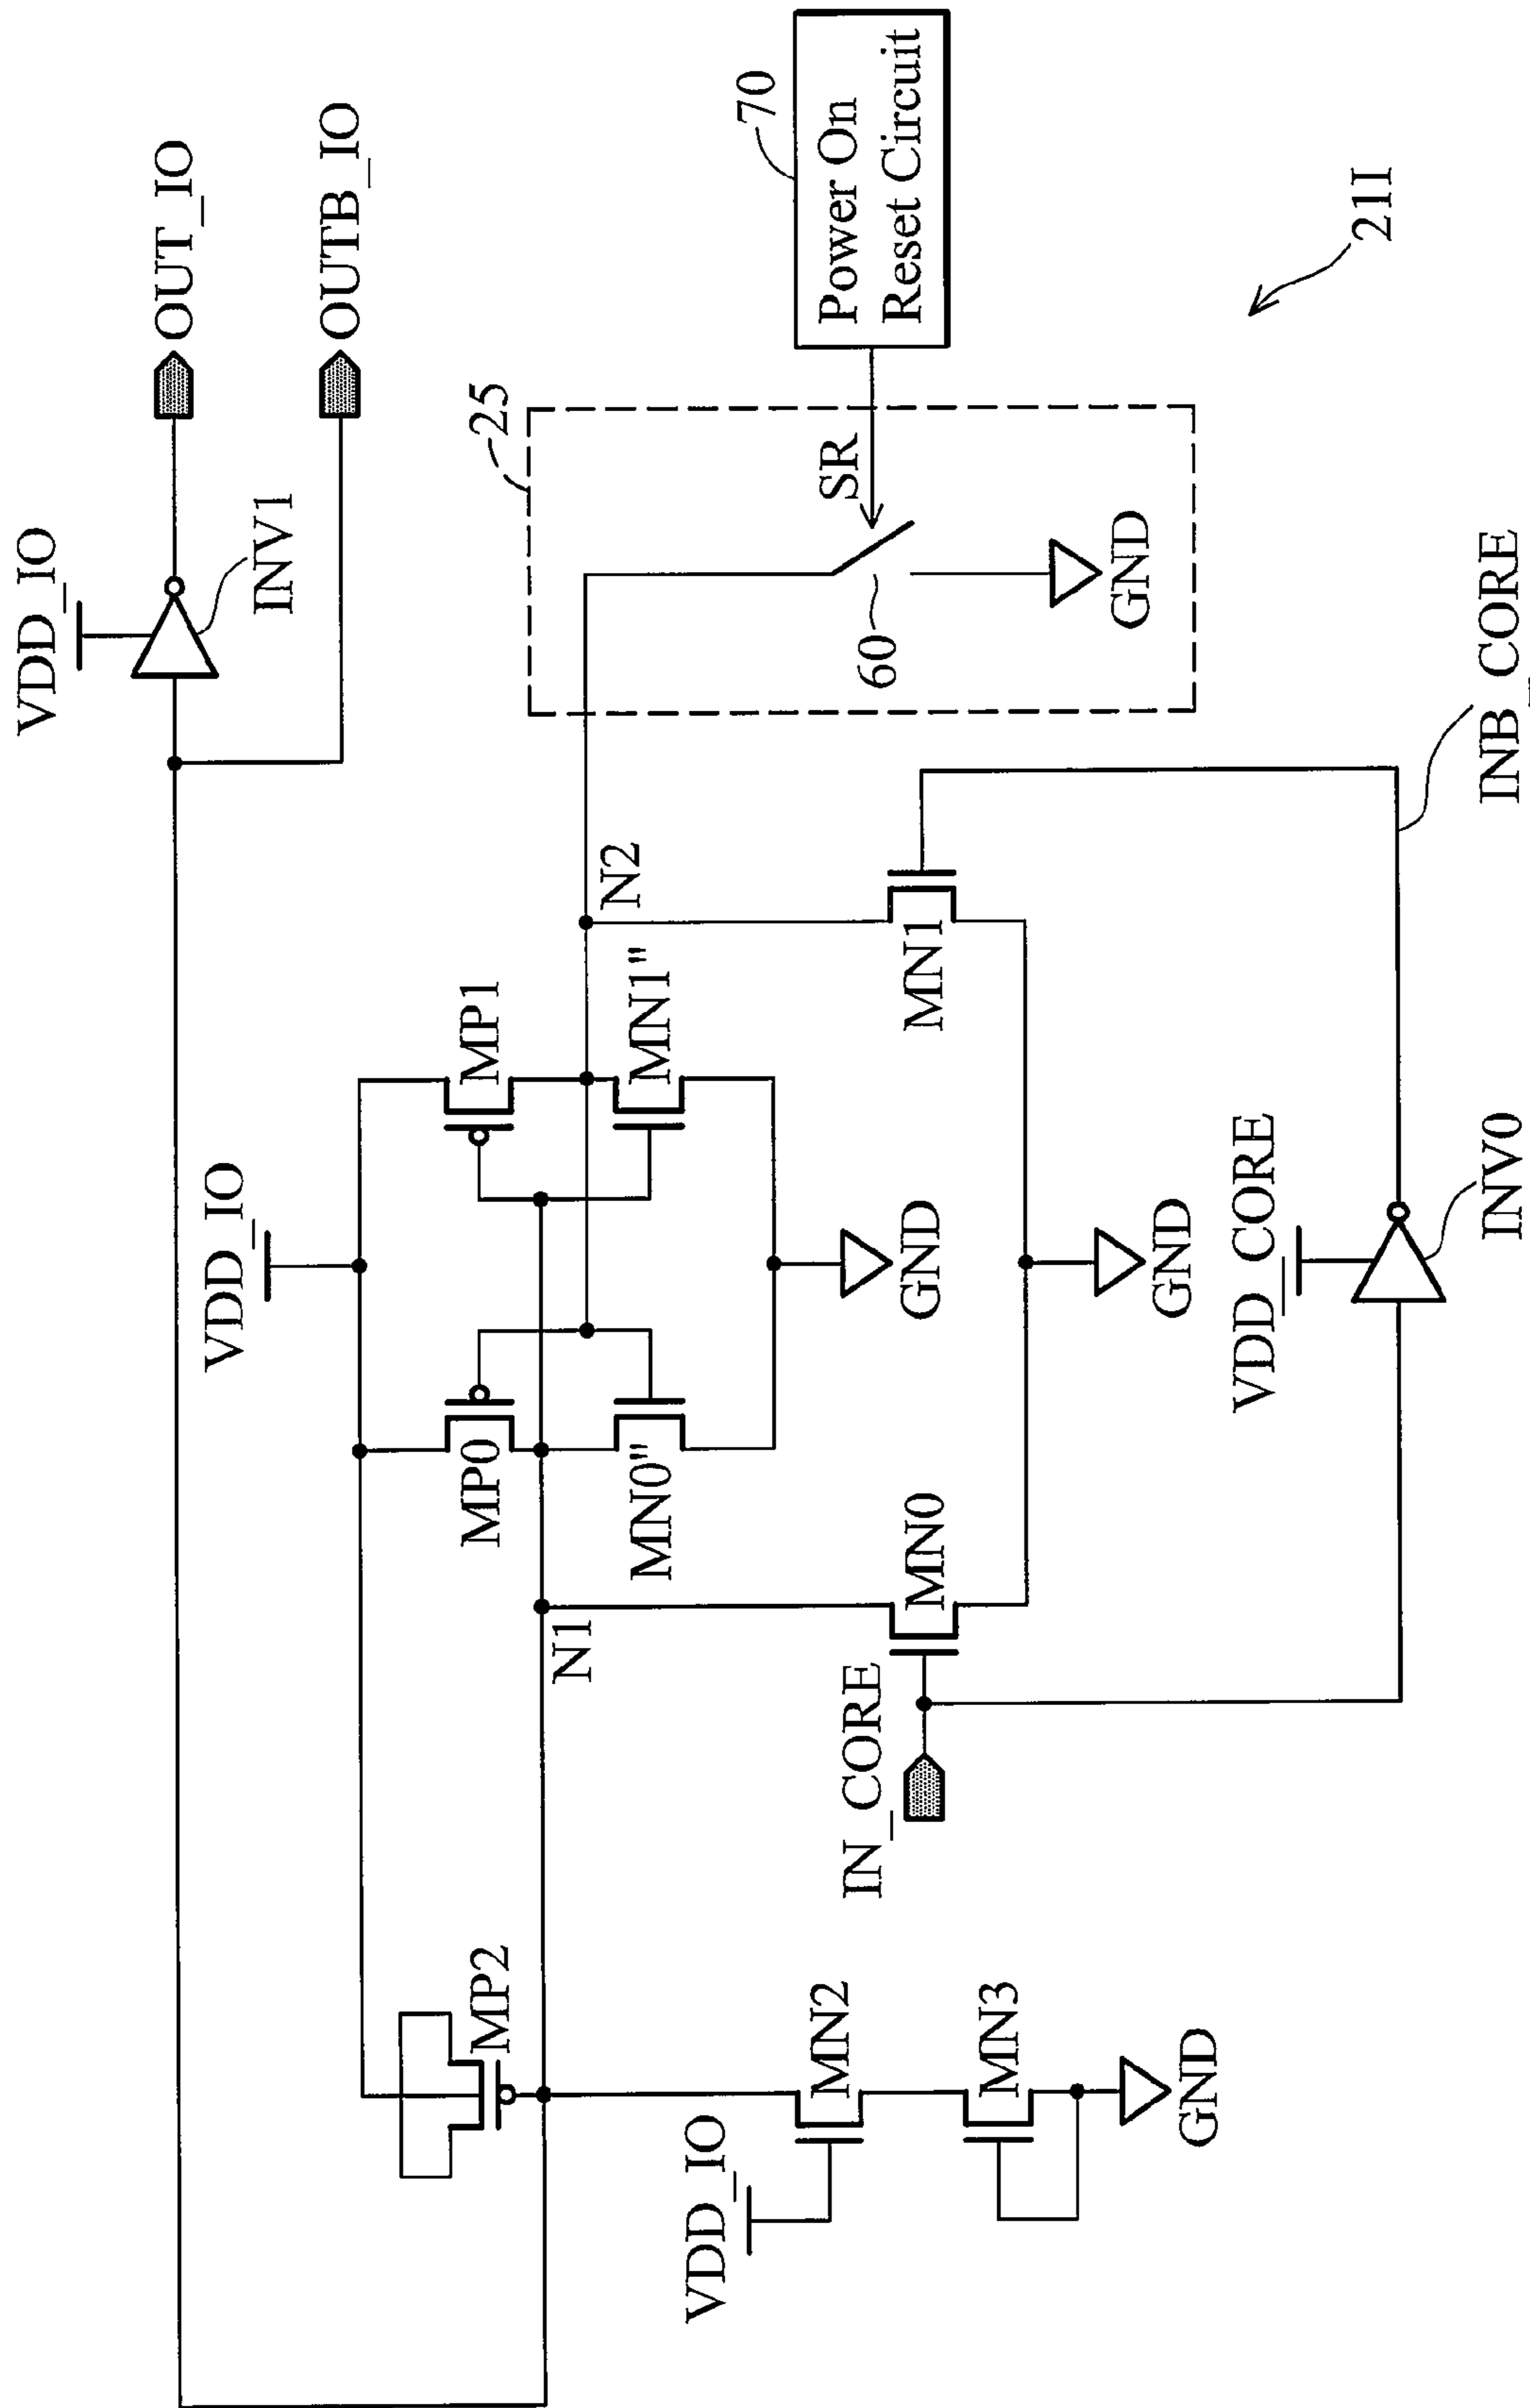 VDD_IO
INV1
OUT_IO
OUTB_IO
VDD_IO
MP2
MP0
MP1
MN0"
MN1"
N1
N2
GND
25
SR
60
GND
70
Power On
Reset Circuit
VDD_IO
MN2
MN3
GND
IN_CORE
MN0
MN1
GND
VDD_CORE
INV0
INB_CORE
21I